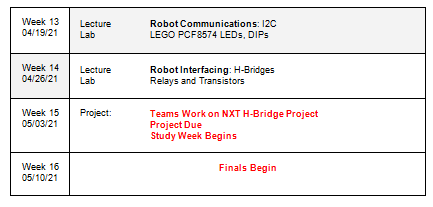 Week 13 Lecture Robot Communications: I2C
04/19/21 Lab LEGO PCF8574 LEDs, DIPs
Week 14 Lecture Robot Interfacing: H-Bridges
04/26/21 Lab Relays and Transistors
Week 15 Project: Teams Work on NXT H-Bridge Project
05/03/21 Project Due
Study Week Begins
Week 16 Finals Begin
05/10/21